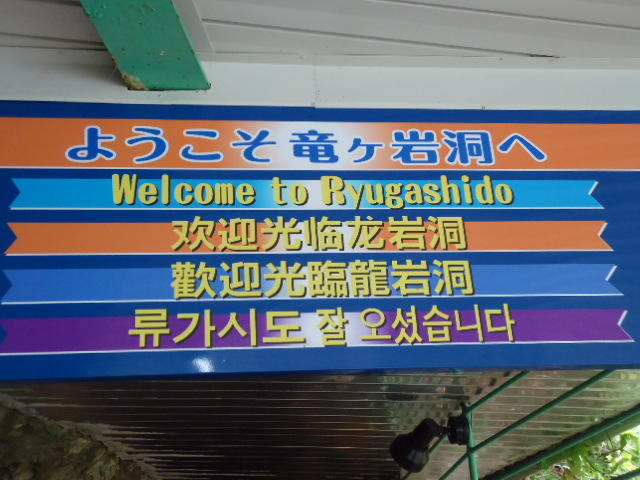 ようこそ 竜ヶ岩洞へ
Welcome to Ryugashido
欢迎光临龙岩洞
歡迎光臨龍岩洞
류가시도 잘 오셨습니다